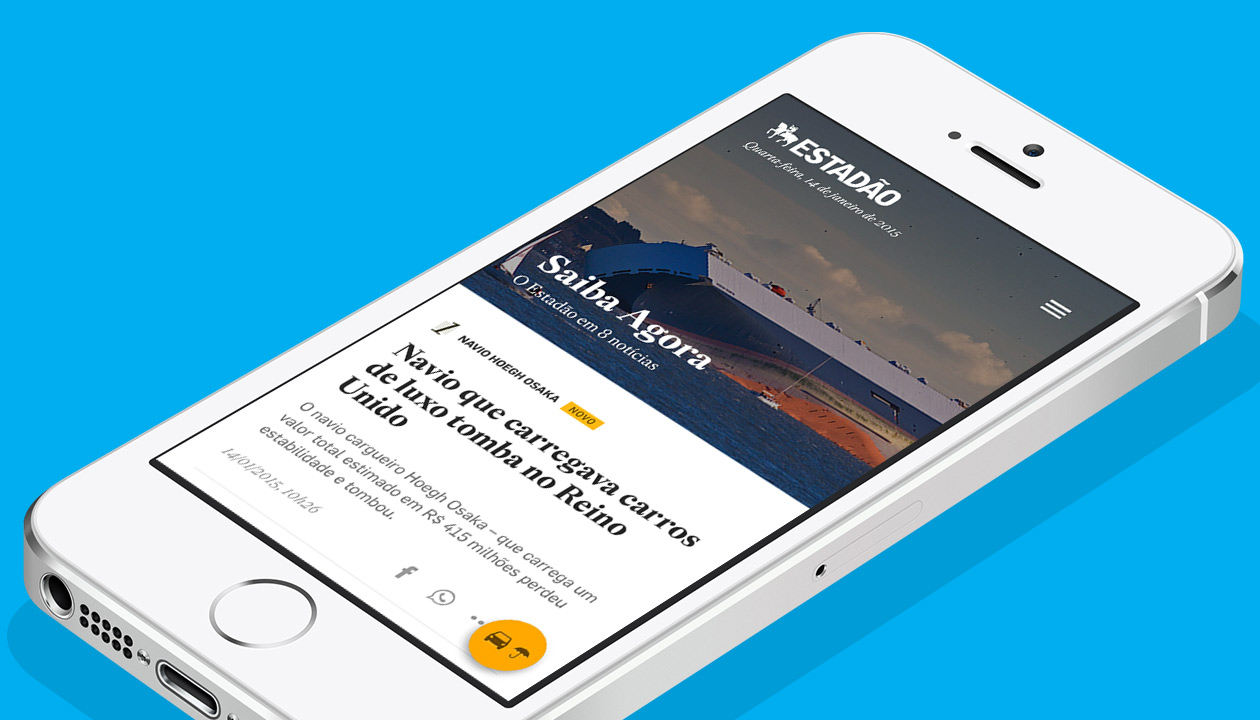 ESTADÃO
Quarta-feira, 14 de janeiro de 2015
Saiba Agora
O Estadão em 8 notícias
1 NAVIO HOEGH OSAKA NOVO
Navio que carregava carros
de luxo tomba no Reino
Unido
O navio cargueiro Hoegh Osaka – que carrega um
valor total estimado em R$ 415 milhões perdeu
estabilidade e tombou.
14/01/2015, 10h26